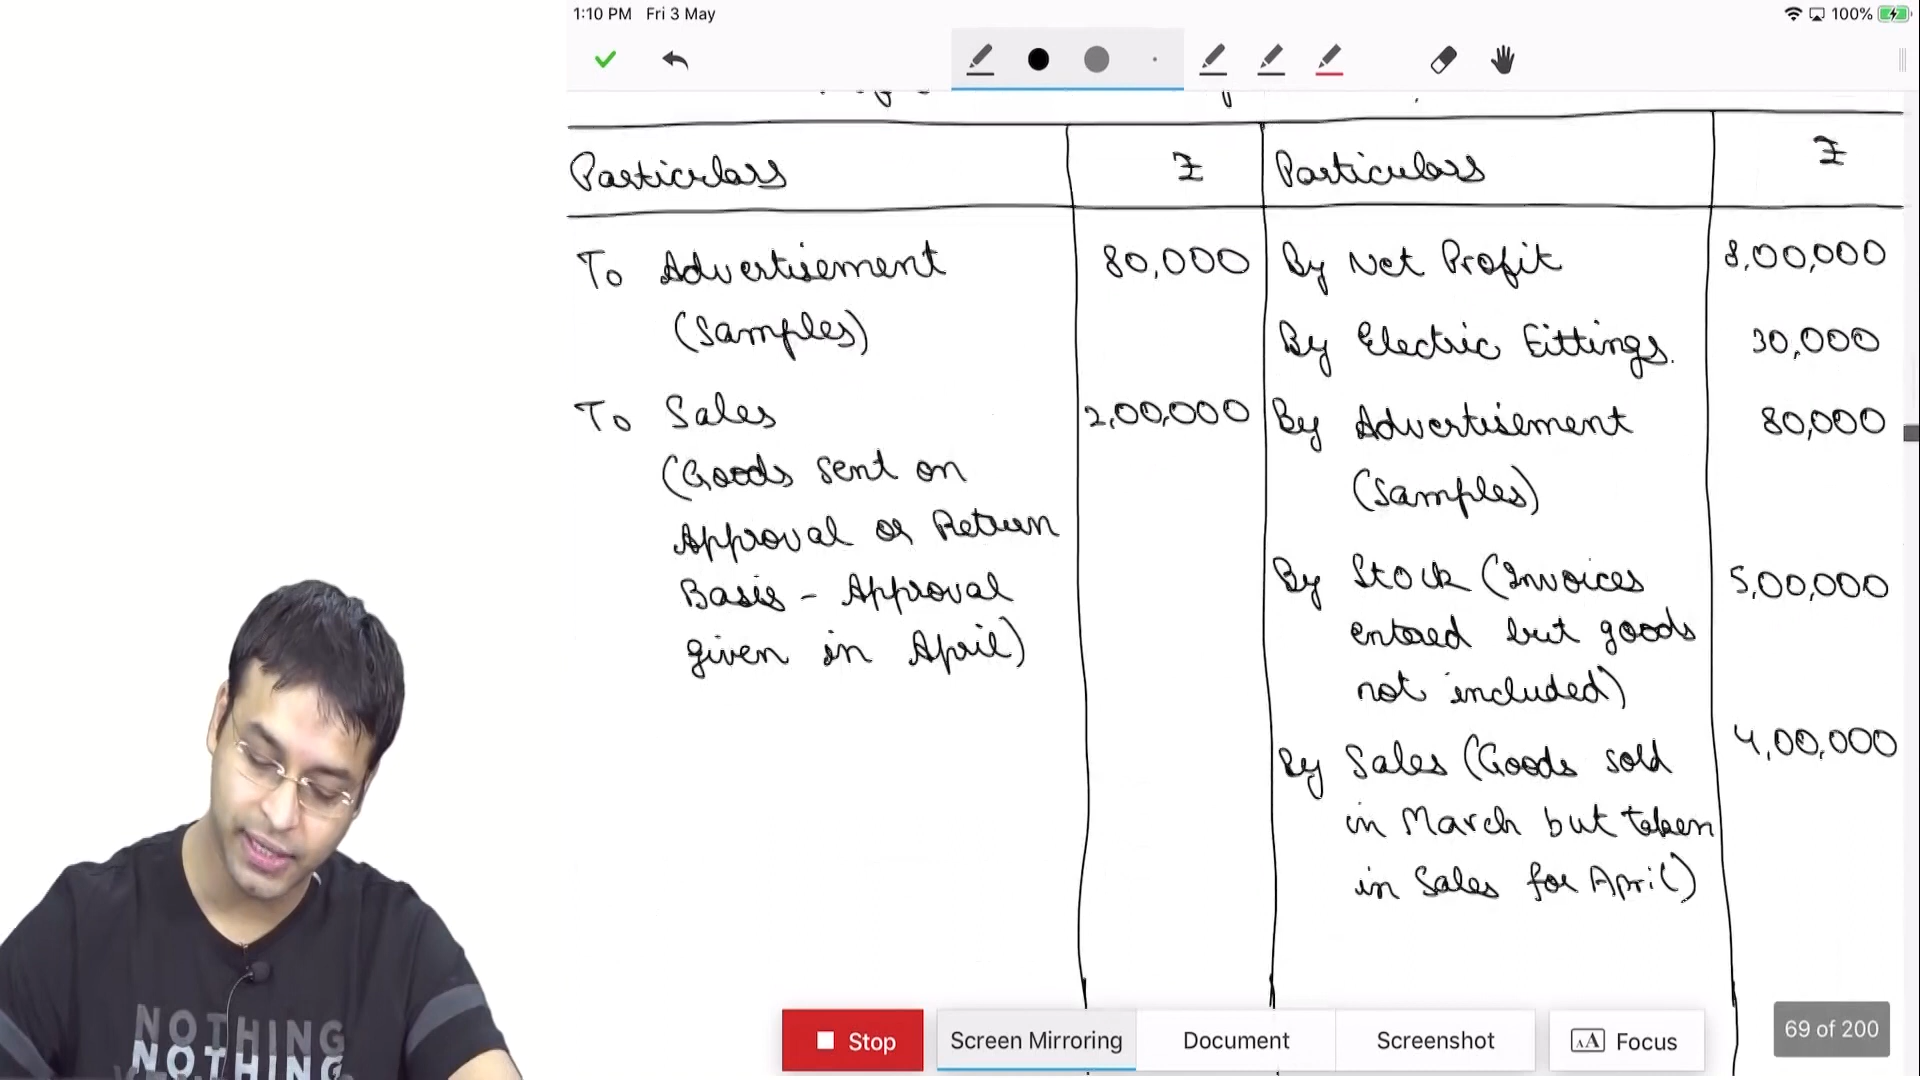 1:10 PM Fri 3 May
100%
Particulars ₹ Particulars ₹
To Advertisement 80,000 By Net Profit 8,00,000
(Samples) By Electric Fittings. 30,000
To Sales 2,00,000 By Advertisement 80,000
(Goods sent on (Samples)
Approval or Return By Stock (Invoices 5,00,000
Basis - Approval entered but goods
given in April) not included)
By Sales (Goods sold 4,00,000
in March but taken
in Sales for April)
NOTHING
NOTHING
Stop Screen Mirroring Document Screenshot AA Focus
69 of 200